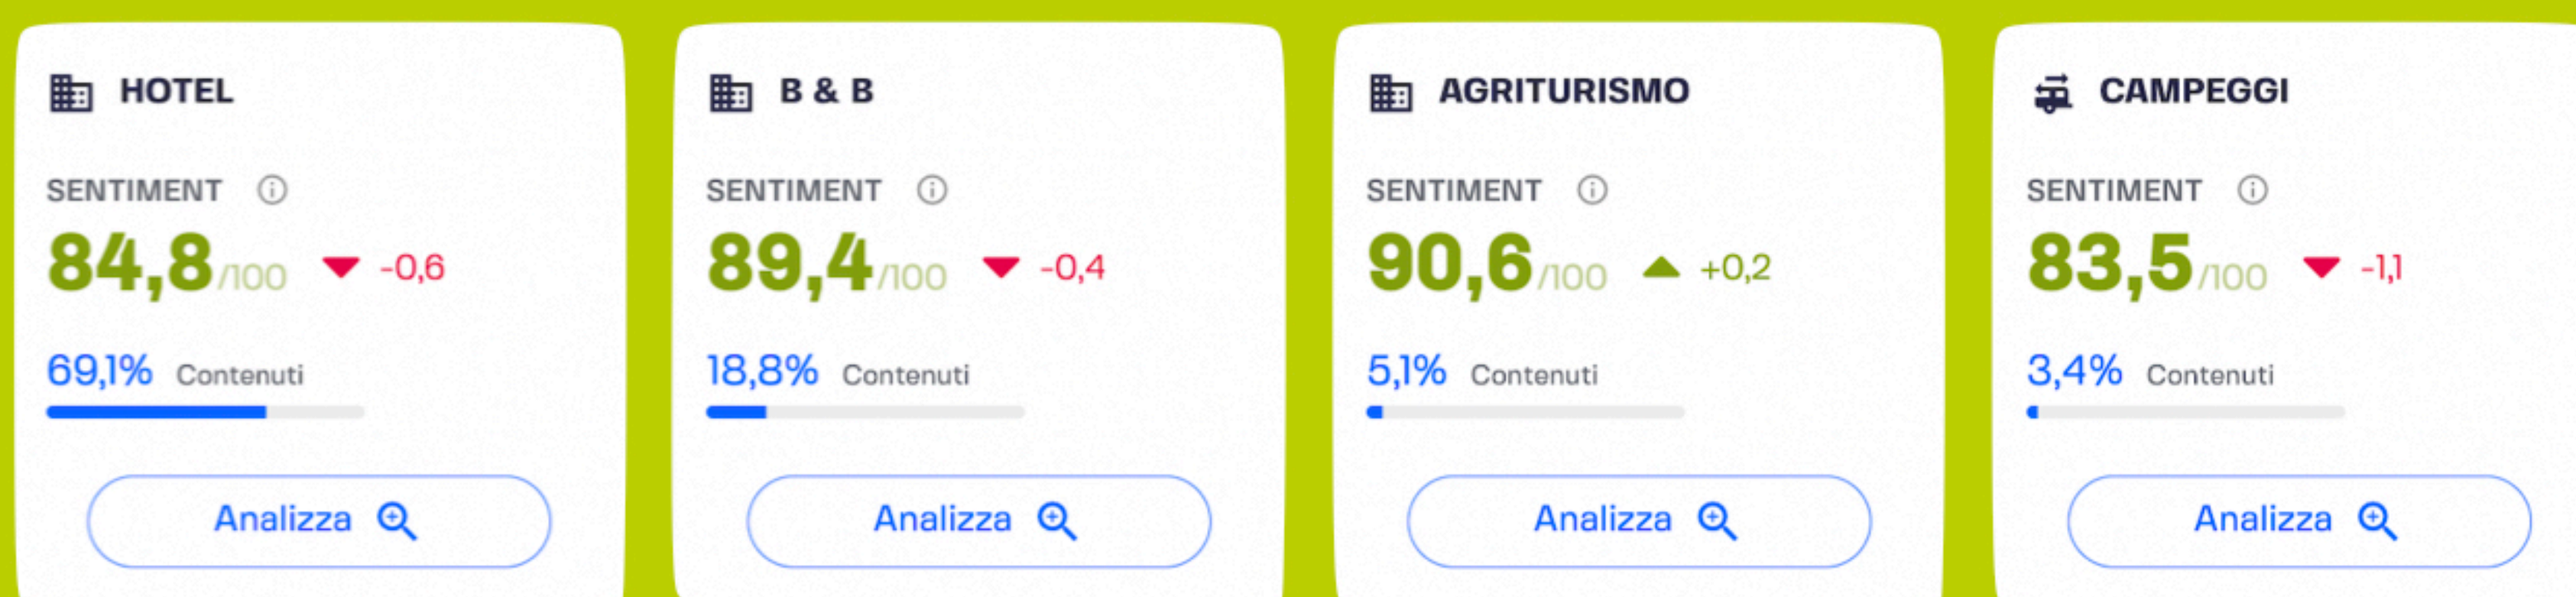 HOTEL
SENTIMENT
84,8/100 -0,6
69,1% Contenuti
Analizza
B & B
SENTIMENT
89,4/100 -0,4
18,8% Contenuti
Analizza
AGRITURISMO
SENTIMENT
90,6/100 +0,2
5,1% Contenuti
Analizza
CAMPEGGI
SENTIMENT
83,5/100 -1,1
3,4% Contenuti
Analizza